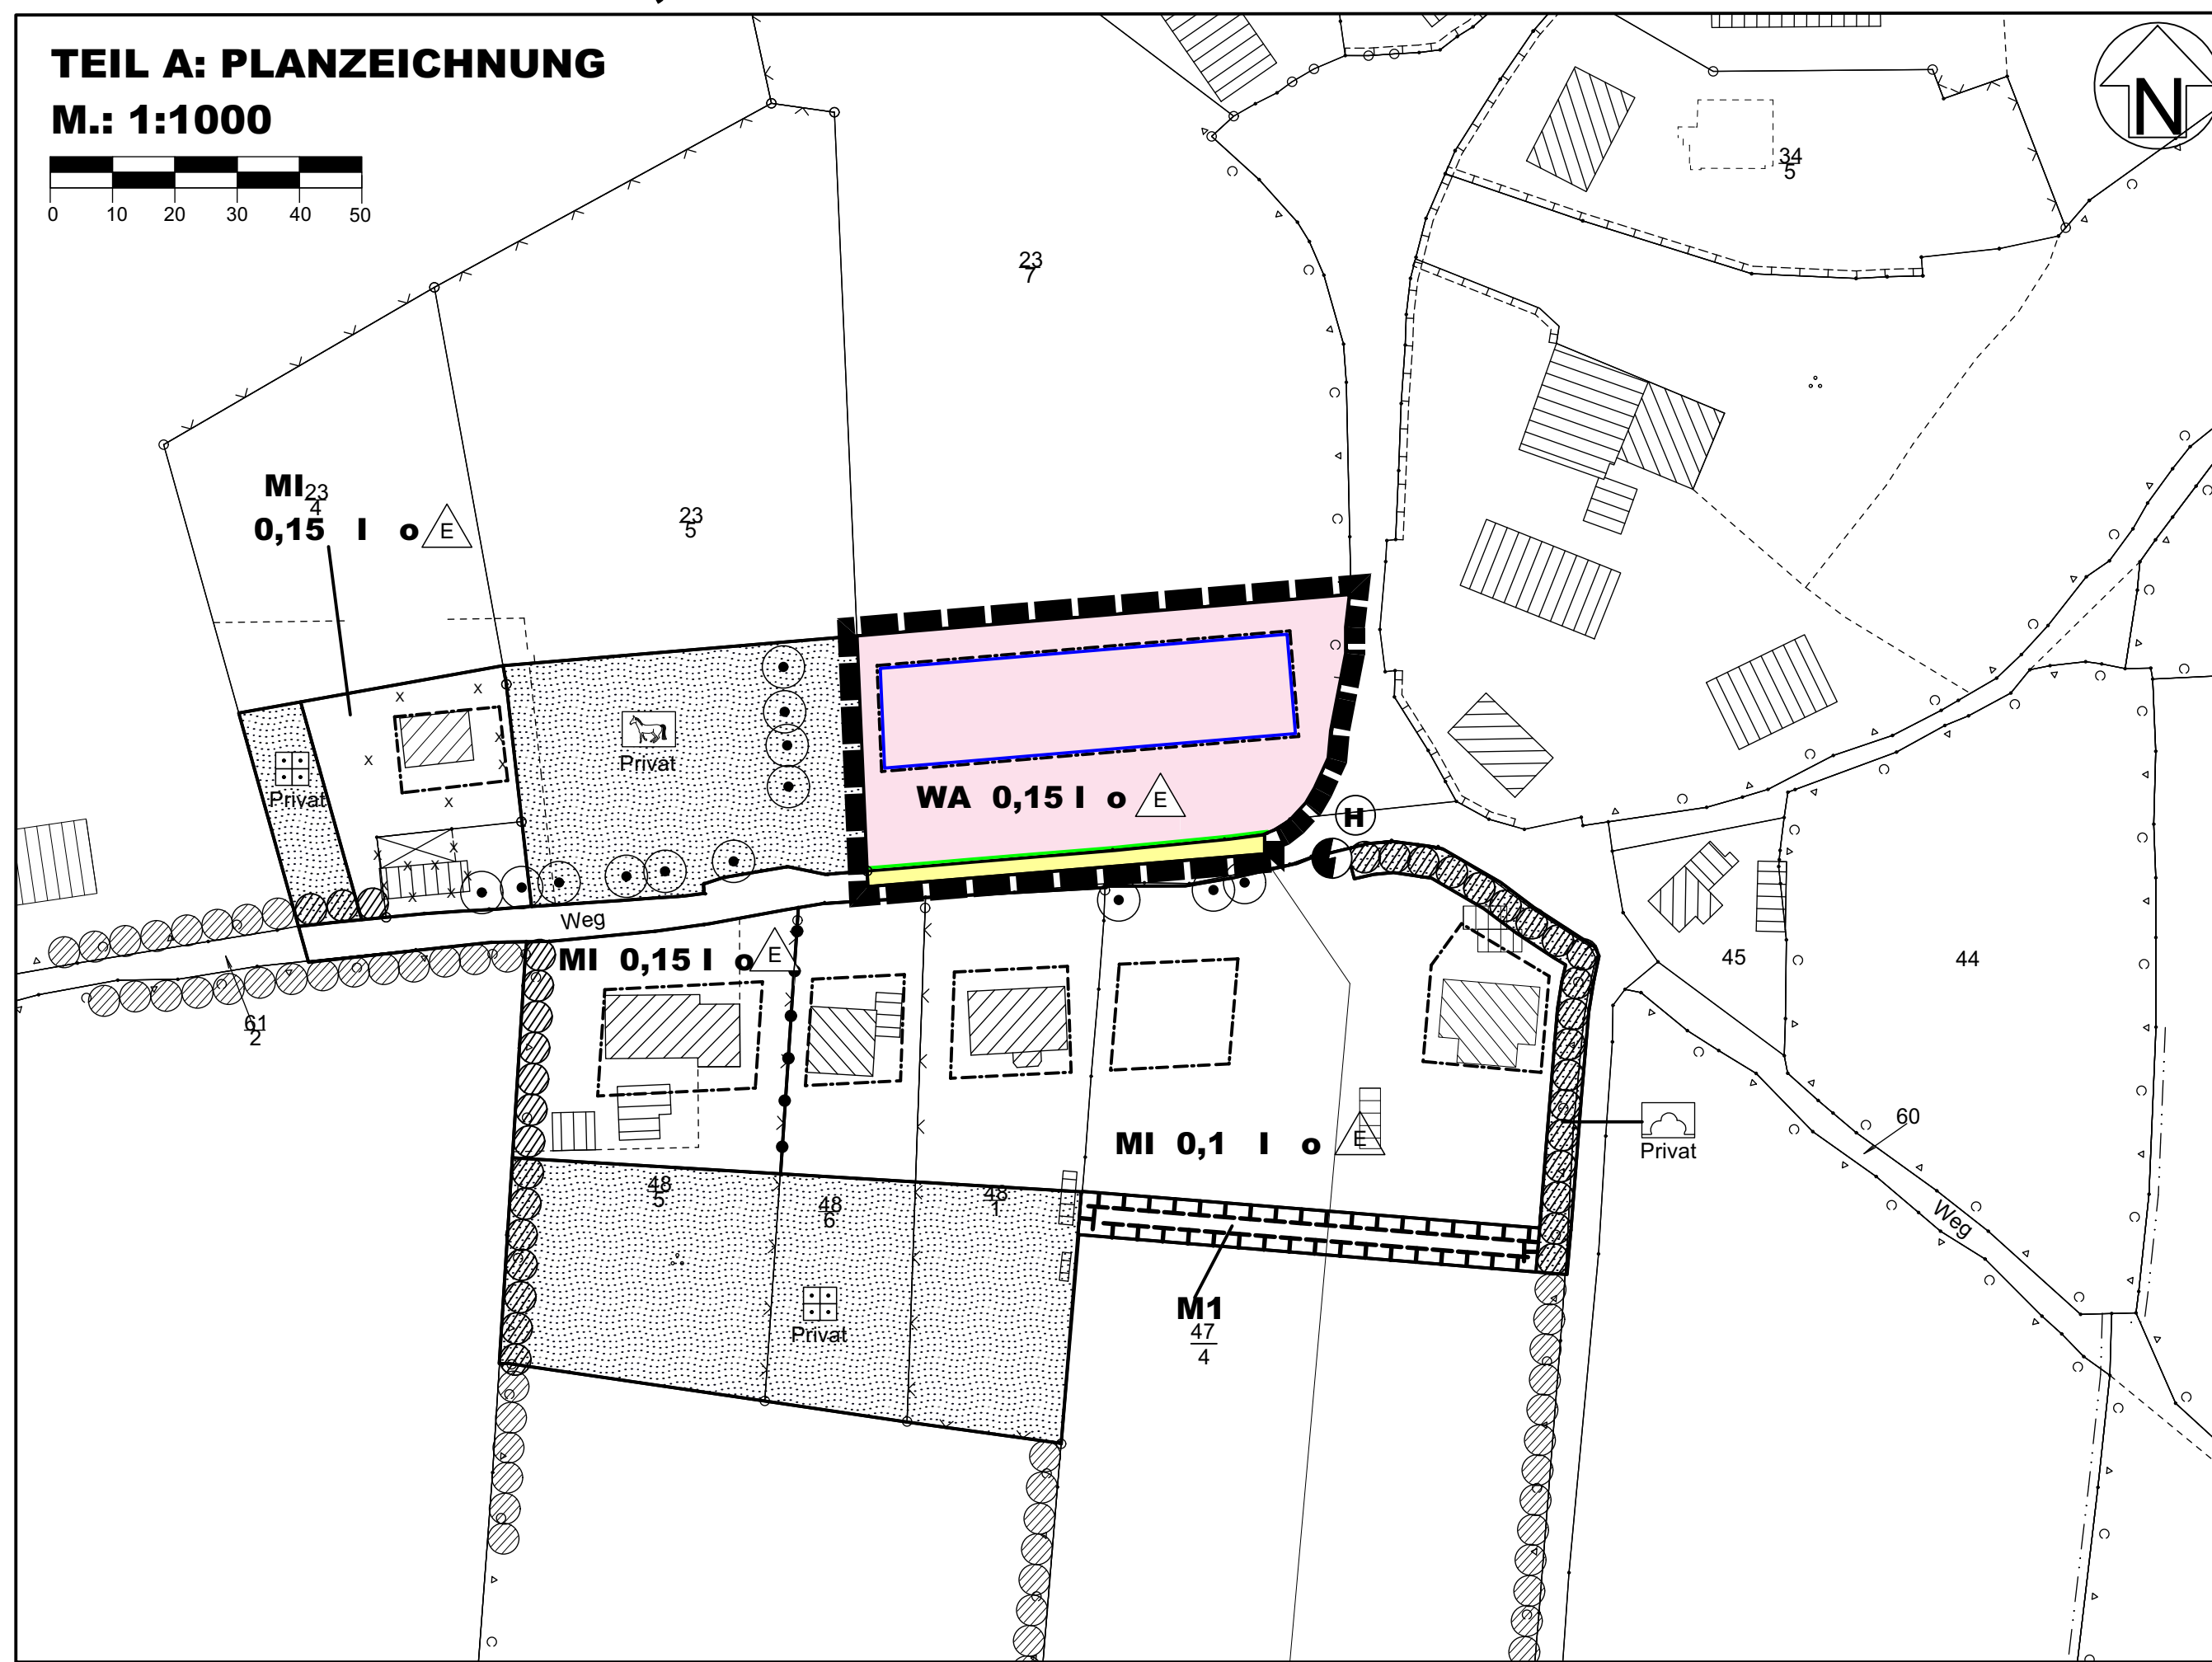 TEIL A: PLANZEICHNUNG
M.: 1:1000
0 10 20 30 40 50
N
34
5
23
7
MI
23
4
0,15 I o E
23
5
Privat
Privat
WA 0,15 I o E
H
Weg
MI 0,15 I o E
61
2
45
44
60
MI 0,1 I o E
Privat
48
5
48
6
48
1
Weg
M1
47
4
Privat